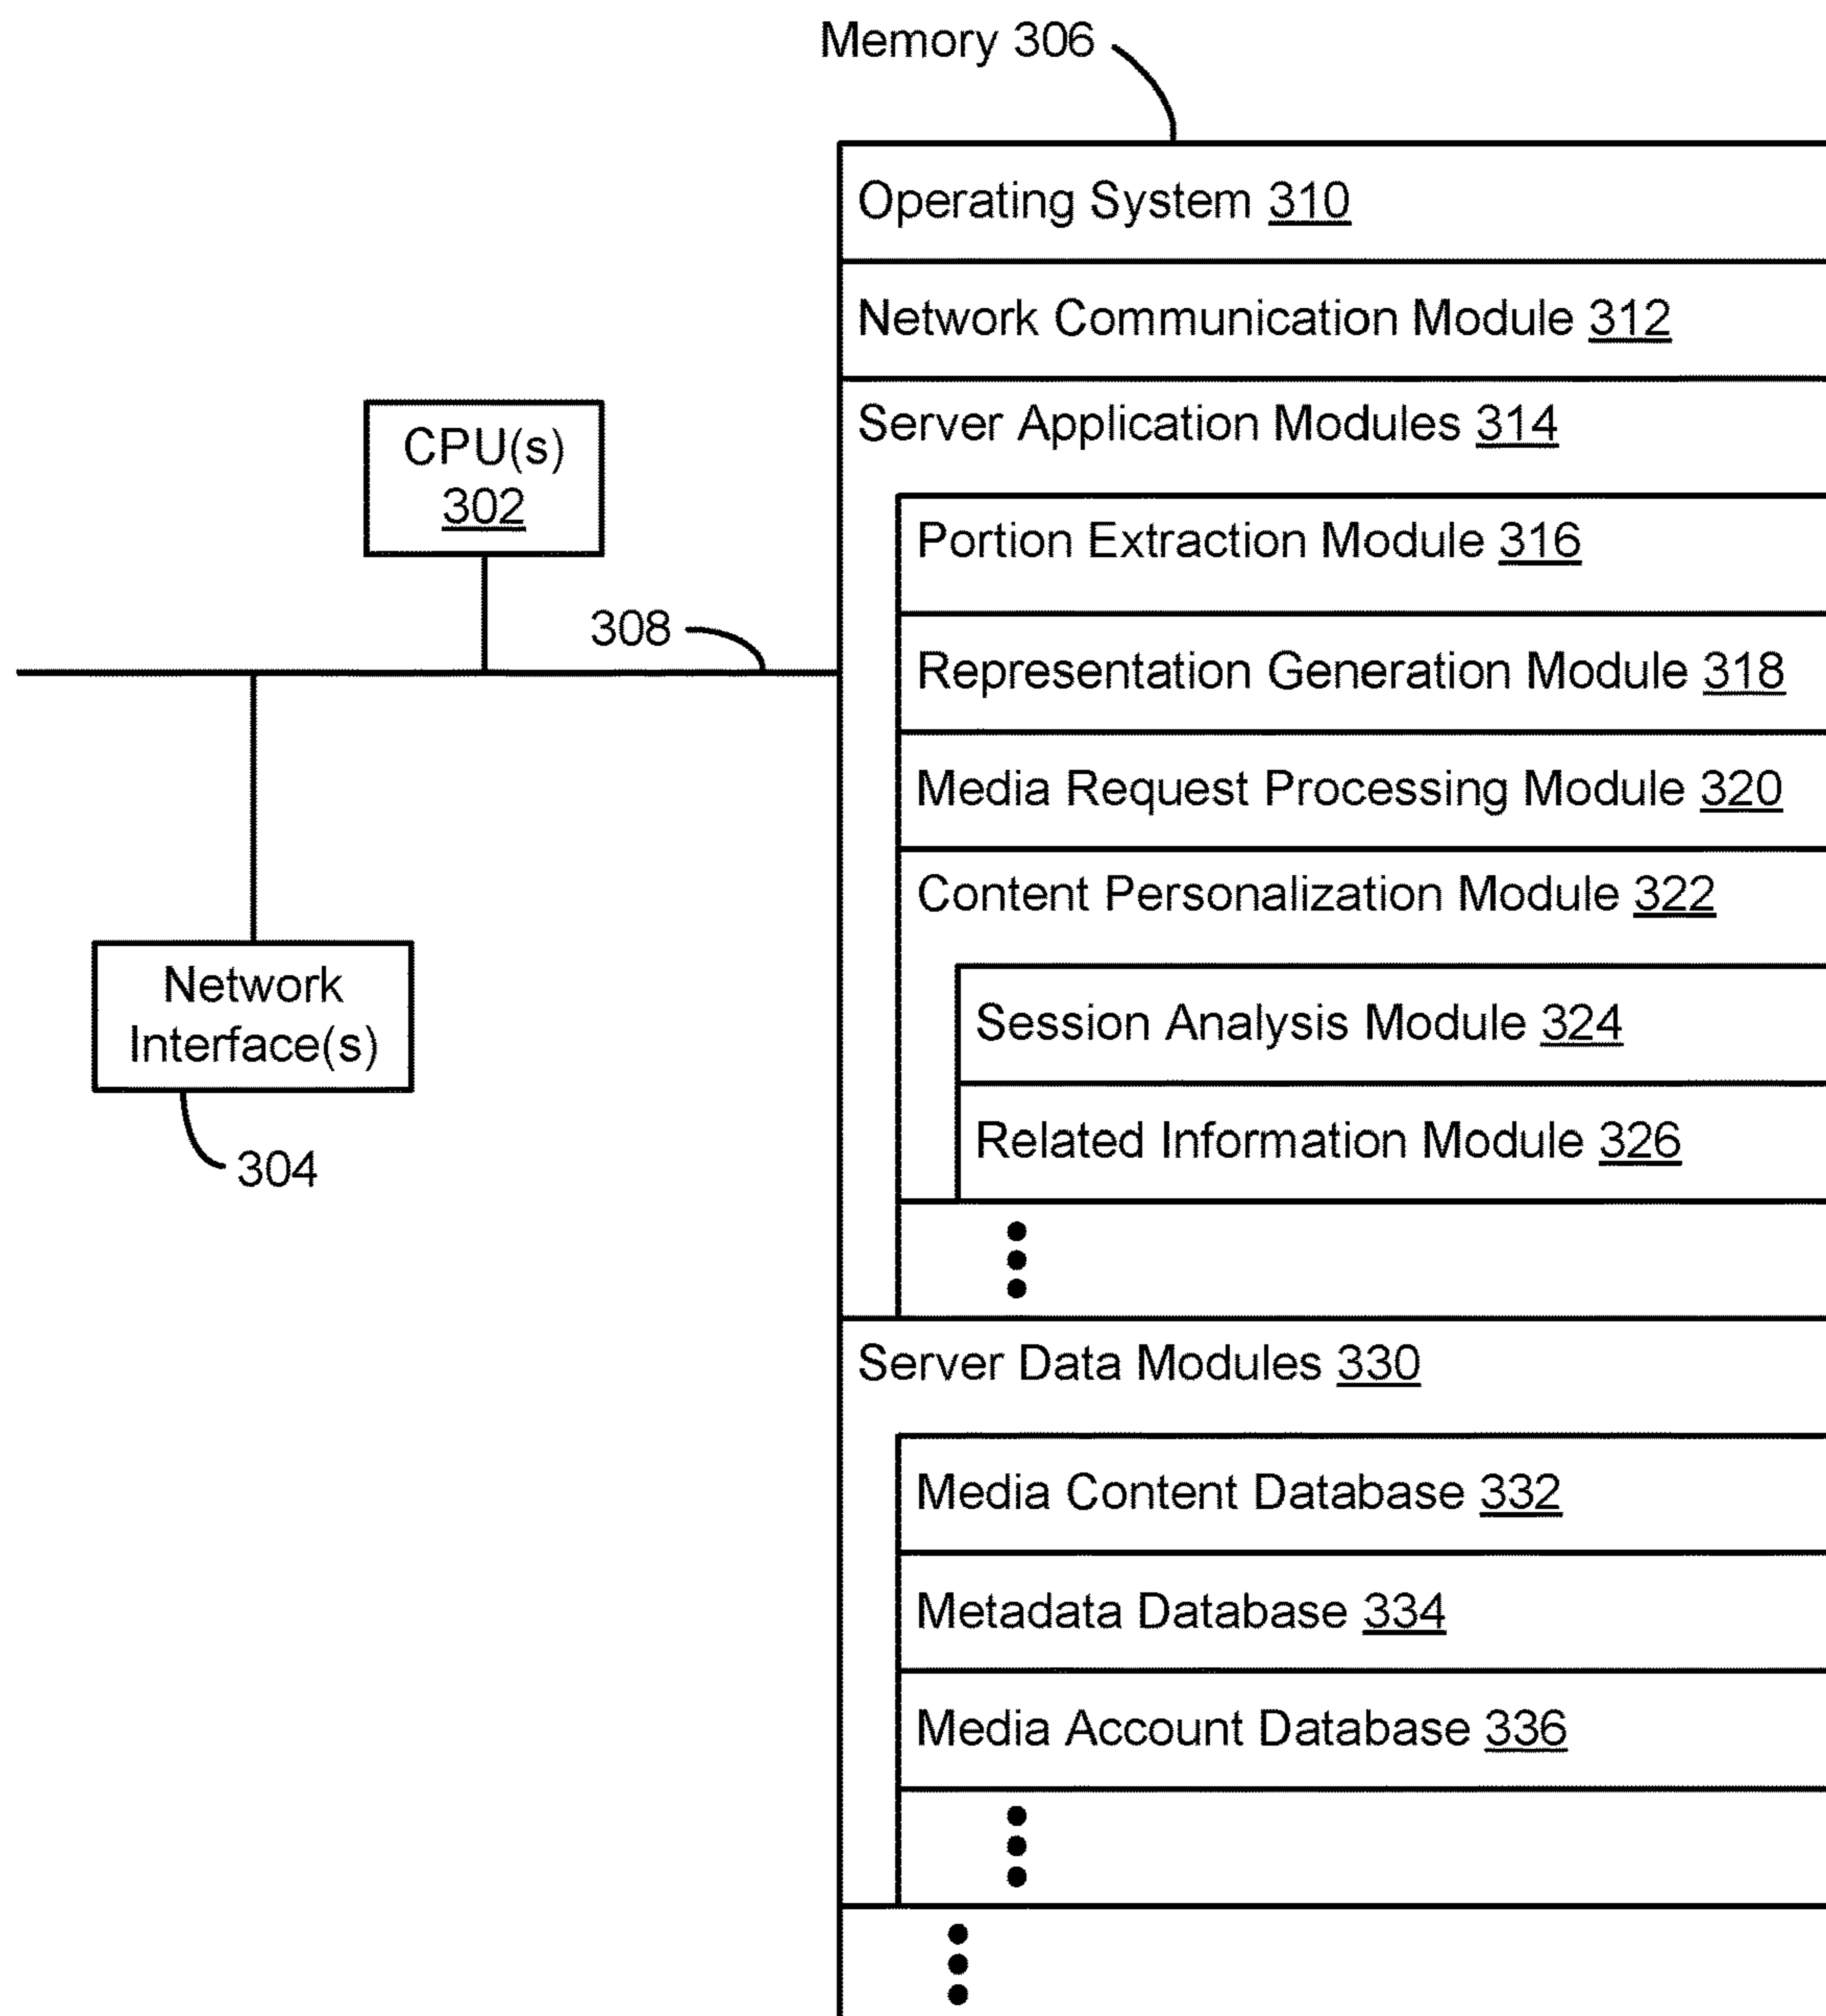 Memory 306
Operating System 310
Network Communication Module 312
Server Application Modules 314
CPU(s)
302
Portion Extraction Module 316
308
Representation Generation Module 318
Media Request Processing Module 320
Content Personalization Module 322
Network
Interface(s)
304
Session Analysis Module 324
Related Information Module 326
Server Data Modules 330
Media Content Database 332
Metadata Database 334
Media Account Database 336